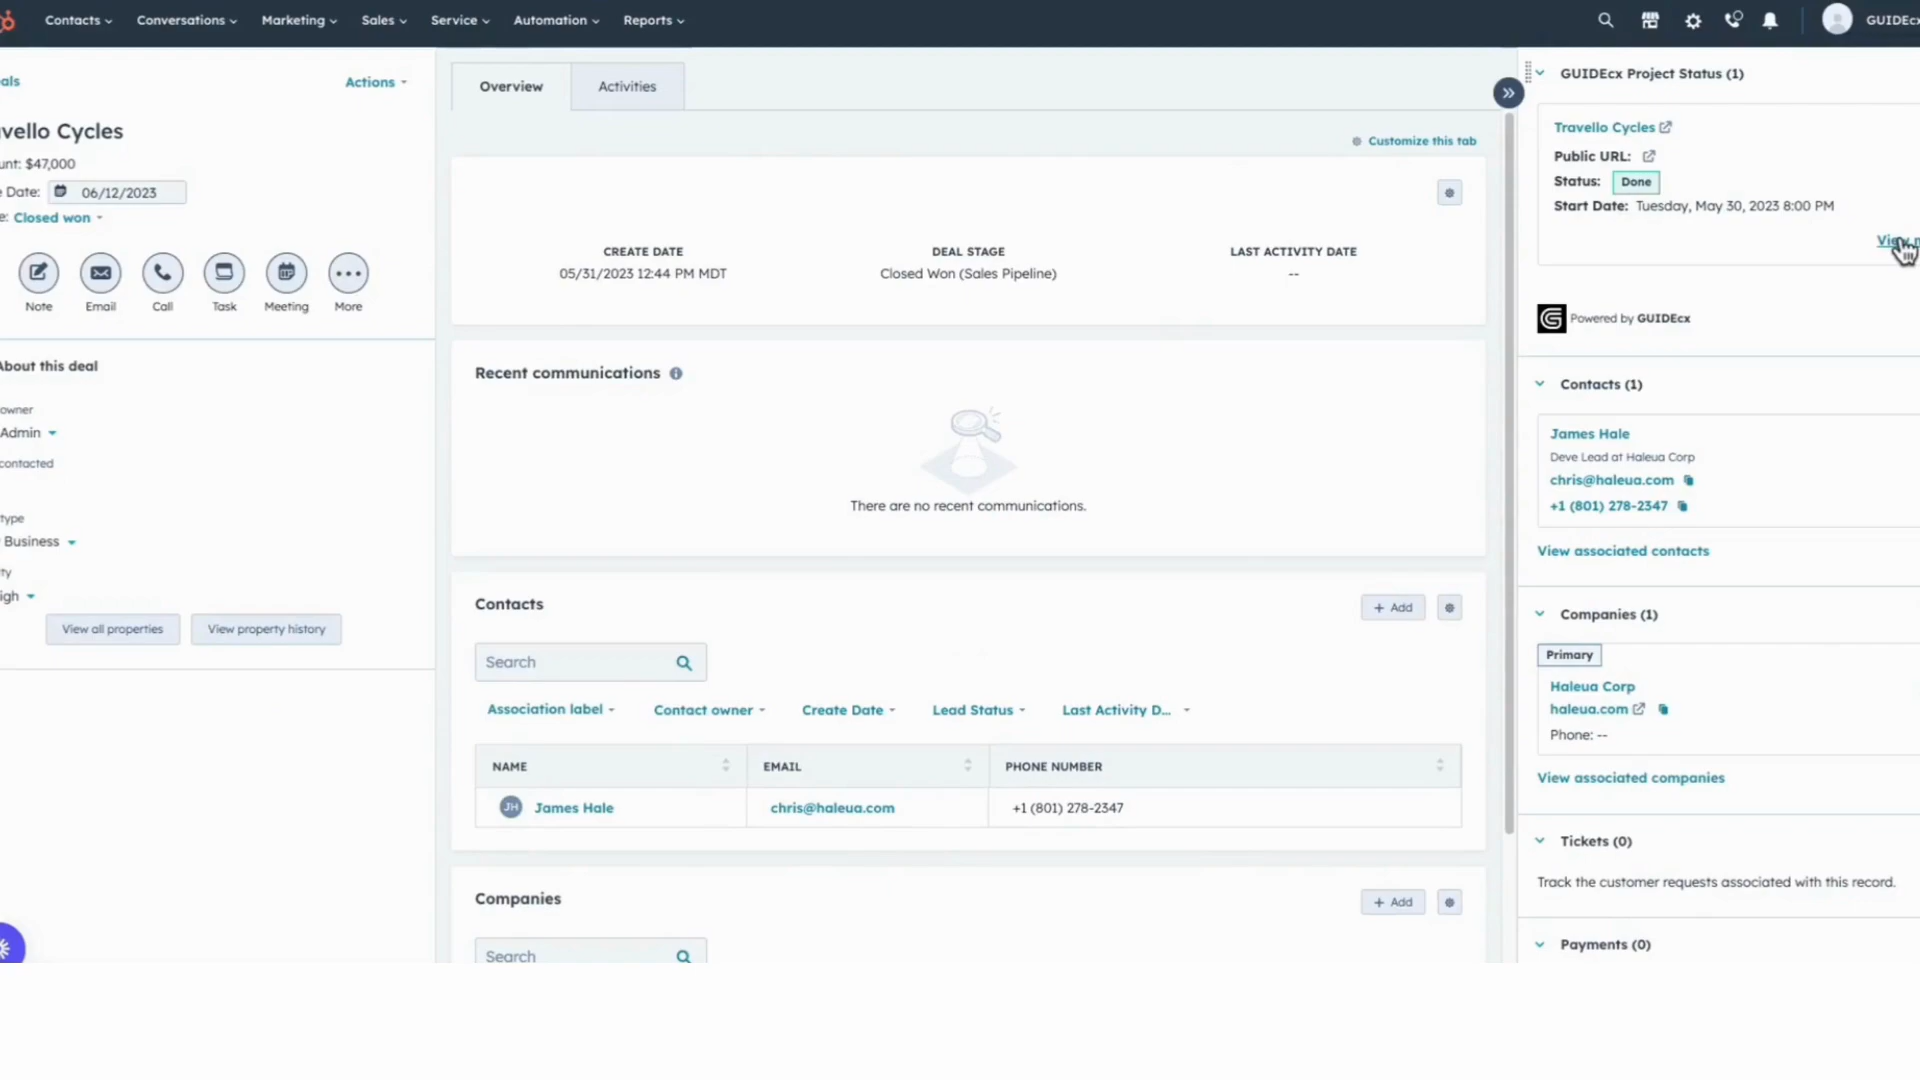 Contacts
Conversations
Marketing
Sales
Service
Automation
Reports
GUIDEcx
Actions
vello Cycles
unt: $47,000
e Date: 06/12/2023
e: Closed won
Note
Email
Call
Task
Meeting
More
About this deal
owner
Admin
contacted
type
Business
ty
igh
View all properties
View property history
Overview
Activities
Customize this tab
CREATE DATE
05/31/2023 12:44 PM MDT
DEAL STAGE
Closed Won (Sales Pipeline)
LAST ACTIVITY DATE
--
Recent communications
There are no recent communications.
Contacts
+ Add
Search
Association label
Contact owner
Create Date
Lead Status
Last Activity D...
NAME
EMAIL
PHONE NUMBER
JH James Hale
chris@haleua.com
+1 (801) 278-2347
Companies
+ Add
Search
GUIDEcx Project Status (1)
Travello Cycles
Public URL:
Status: Done
Start Date: Tuesday, May 30, 2023 8:00 PM
Powered by GUIDEcx
Contacts (1)
James Hale
Deve Lead at Haleua Corp
chris@haleua.com
+1 (801) 278-2347
View associated contacts
Companies (1)
Primary
Haleua Corp
haleua.com
Phone: --
View associated companies
Tickets (0)
Track the customer requests associated with this record.
Payments (0)